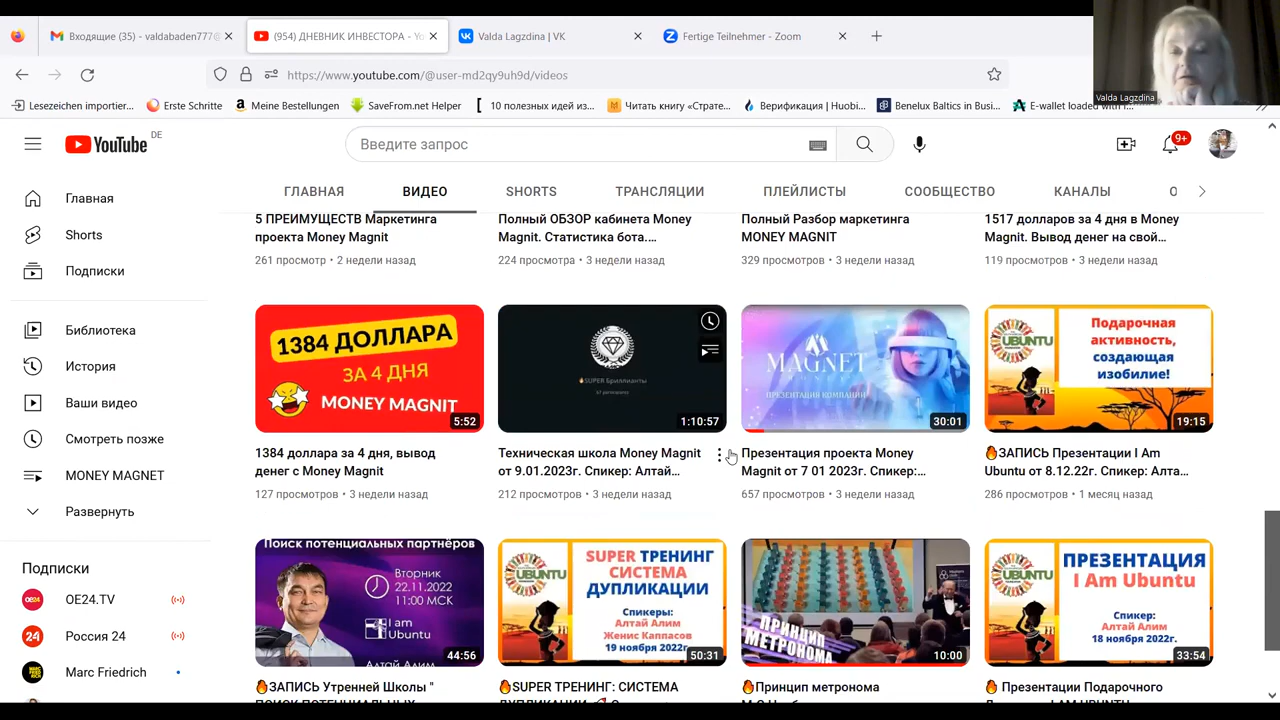 Входящие (35) - valdabaden777@
(954) ДНЕВНИК ИНВЕСТОРА - Yo
Valda Lagzdina | VK
Fertige Teilnehmer - Zoom
https://www.youtube.com/@user-md2qy9uh9d/videos
Valda Lagzdina
Lesezeichen importier...
Erste Schritte
Meine Bestellungen
SaveFrom.net Helper
10 полезных идей из...
Читать книгу «Страте...
Верификация | Huobi...
Benelux Baltics in Busi...
E-wallet loaded with
YouTube DE
Введите запрос
9+
ГЛАВНАЯ
ВИДЕО
SHORTS
ТРАНСЛЯЦИИ
ПЛЕЙЛИСТЫ
СООБЩЕСТВО
КАНАЛЫ
О
Главная
Shorts
Подписки
Библиотека
История
Ваши видео
Смотреть позже
MONEY MAGNET
Развернуть
Подписки
OE24.TV
Россия 24
Marc Friedrich
5 ПРЕИМУЩЕСТВ Маркетинга
проекта Money Magnit
261 просмотр • 2 недели назад
Полный ОБЗОР кабинета Money
Magnit. Статистика бота....
224 просмотра • 3 недели назад
Полный Разбор маркетинга
MONEY MAGNIT
329 просмотров • 3 недели назад
1517 долларов за 4 дня в Money
Magnit. Вывод денег на свой...
119 просмотров • 3 недели назад
1384 ДОЛЛАРА
ЗА 4 ДНЯ
MONEY MAGNIT
5:52
1384 доллара за 4 дня, вывод
денег с Money Magnit
127 просмотров • 3 недели назад
SUPER Бриллианты
1:10:57
Техническая школа Money Magnit
от 9.01.2023г. Спикер: Алтай...
212 просмотров • 3 недели назад
MAGNET
ПРЕЗЕНТАЦИЯ КОМПАНИИ
30:01
Презентация проекта Money
Magnit от 7 01 2023г. Спикер:...
657 просмотров • 3 недели назад
UBUNTU
Подарочная
активность,
создающая
изобилие!
19:15
🔥ЗАПИСЬ Презентации I Am
Ubuntu от 8.12.22г. Спикер: Алта...
286 просмотров • 1 месяц назад
Поиск потенциальных партнёров
Вторник
22.11.2022
11:00 МСК
I am
Ubuntu
Алтай Алим
44:56
🔥ЗАПИСЬ Утренней Школы "
ПОИСК ПОТЕНЦИАЛЬНЫХ
UBUNTU
SUPER ТРЕНИНГ
СИСТЕМА
ДУПЛИКАЦИИ
Спикеры:
Алтай Алим
Женис Каппасов
19 ноября 2022г.
50:31
🔥SUPER ТРЕНИНГ: СИСТЕМА
ПРИНЦИП
МЕТРОНОМА
10:00
🔥Принцип метронома
UBUNTU
ПРЕЗЕНТАЦИЯ
I Am Ubuntu
Спикер:
Алтай Алим
18 ноября 2022г.
33:54
🔥 Презентации Подарочного